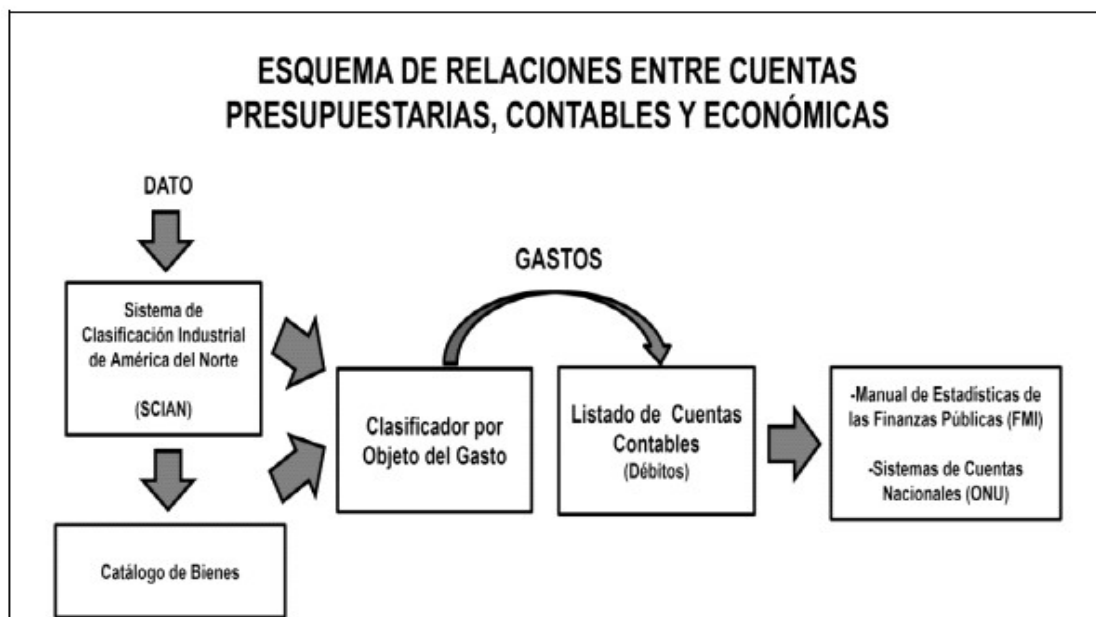 ESQUEMA DE RELACIONES ENTRE CUENTAS
PRESUPUESTARIAS, CONTABLES Y ECONÓMICAS
DATO
Sistema de
Clasificación Industrial
de América del Norte
(SCIAN)
Catálogo de Bienes
GASTOS
Clasificador por
Objeto del Gasto
Listado de Cuentas
Contables
(Débitos)
-Manual de Estadísticas de
las Finanzas Públicas (FMI)
-Sistemas de Cuentas
Nacionales (ONU)